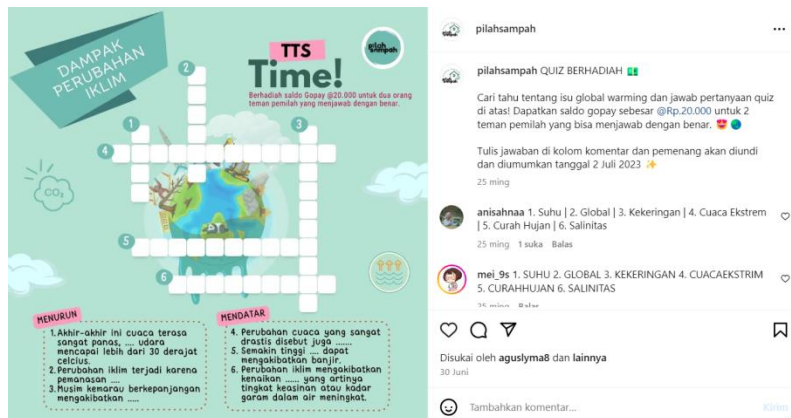 DAMPAK
PERUBAHAN
IKLIM
TTS
Time!
Berhadiah saldo Gopay @20.000 untuk dua orang
teman pemilah yang menjawab dengan benar.
pilah
sampah
2
1
3
4
CO₂
5
6
MENURUN
1. Akhir-akhir ini cuaca terasa
sangat panas, .... udara
mencapai lebih dari 30 derajat
celcius.
2. Perubahan iklim terjadi karena
pemanasan ....
3. Musim kemarau berkepanjangan
mengakibatkan .....
MENDATAR
4. Perubahan cuaca yang sangat
drastis disebut juga .......
5. Semakin tinggi .... dapat
mengakibatkan banjir.
6. Perubahan iklim mengakibatkan
kenaikan ...... yang artinya
tingkat keasinan atau kadar
garam dalam air meningkat.
pilahsampah
pilahsampah QUIZ BERHADIAH
Cari tahu tentang isu global warming dan jawab pertanyaan quiz
di atas! Dapatkan saldo gopay sebesar @Rp.20.000 untuk 2
teman pemilah yang bisa menjawab dengan benar.
Tulis jawaban di kolom komentar dan pemenang akan diundi
dan diumumkan tanggal 2 Juli 2023
25 ming
anisahnaa 1. Suhu | 2. Global | 3. Kekeringan | 4. Cuaca Ekstrem
| 5. Curah Hujan | 6. Salinitas
25 ming 1 suka Balas
mei_9s 1. SUHU 2. GLOBAL 3. KEKERINGAN 4. CUACAEKSTRIM
5. CURAHHUJAN 6. SALINITAS
25 ming Balas
Disukai oleh aguslyma8 dan lainnya
30 Juni
Tambahkan komentar...
Kirim